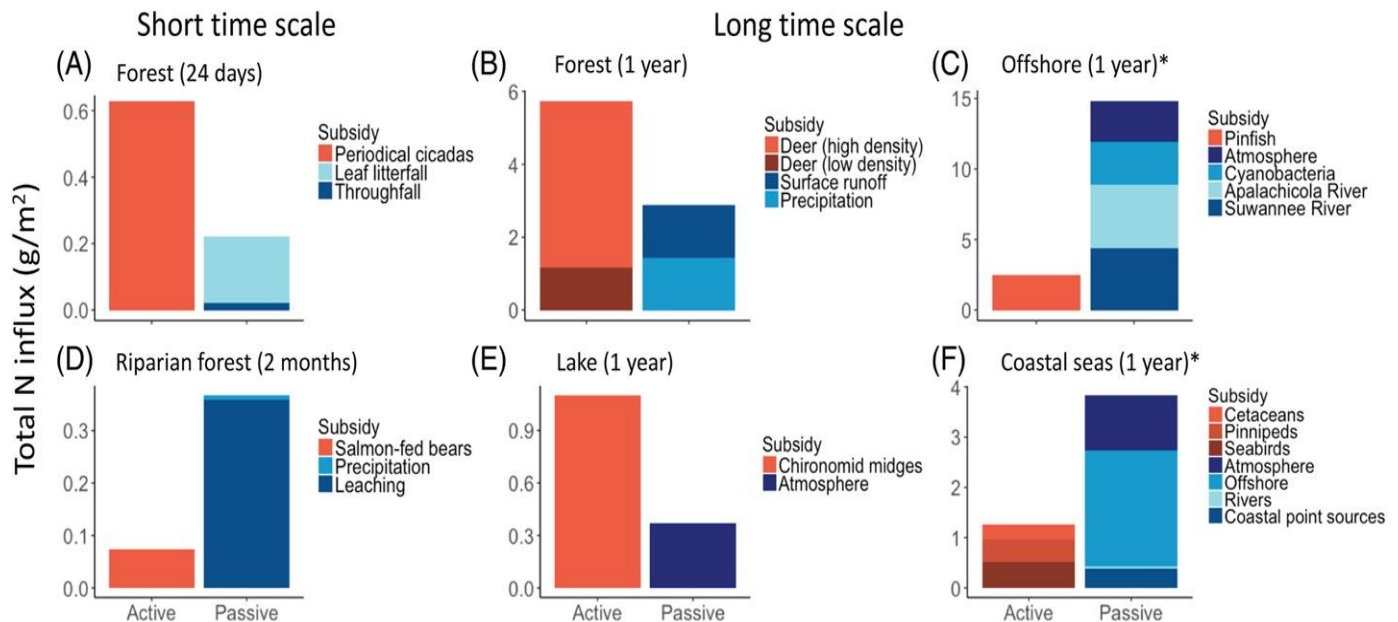 Short time scale
Long time scale
Total N influx (g/m²)
(A) Forest (24 days)
0.6
0.4
0.2
0.0
Subsidy
Periodical cicadas
Leaf litterfall
Throughfall
(B) Forest (1 year)
6
4
2
0
Subsidy
Deer (high density)
Deer (low density)
Surface runoff
Precipitation
(C) Offshore (1 year)*
15
10
5
0
Subsidy
Pinfish
Atmosphere
Cyanobacteria
Apalachicola River
Suwannee River
(D) Riparian forest (2 months)
0.3
0.2
0.1
0.0
Active Passive
Subsidy
Salmon-fed bears
Precipitation
Leaching
(E) Lake (1 year)
0.9
0.6
0.3
0.0
Active Passive
Subsidy
Chironomid midges
Atmosphere
(F) Coastal seas (1 year)*
4
3
2
1
0
Active Passive
Subsidy
Cetaceans
Pinnipeds
Seabirds
Atmosphere
Offshore
Rivers
Coastal point sources